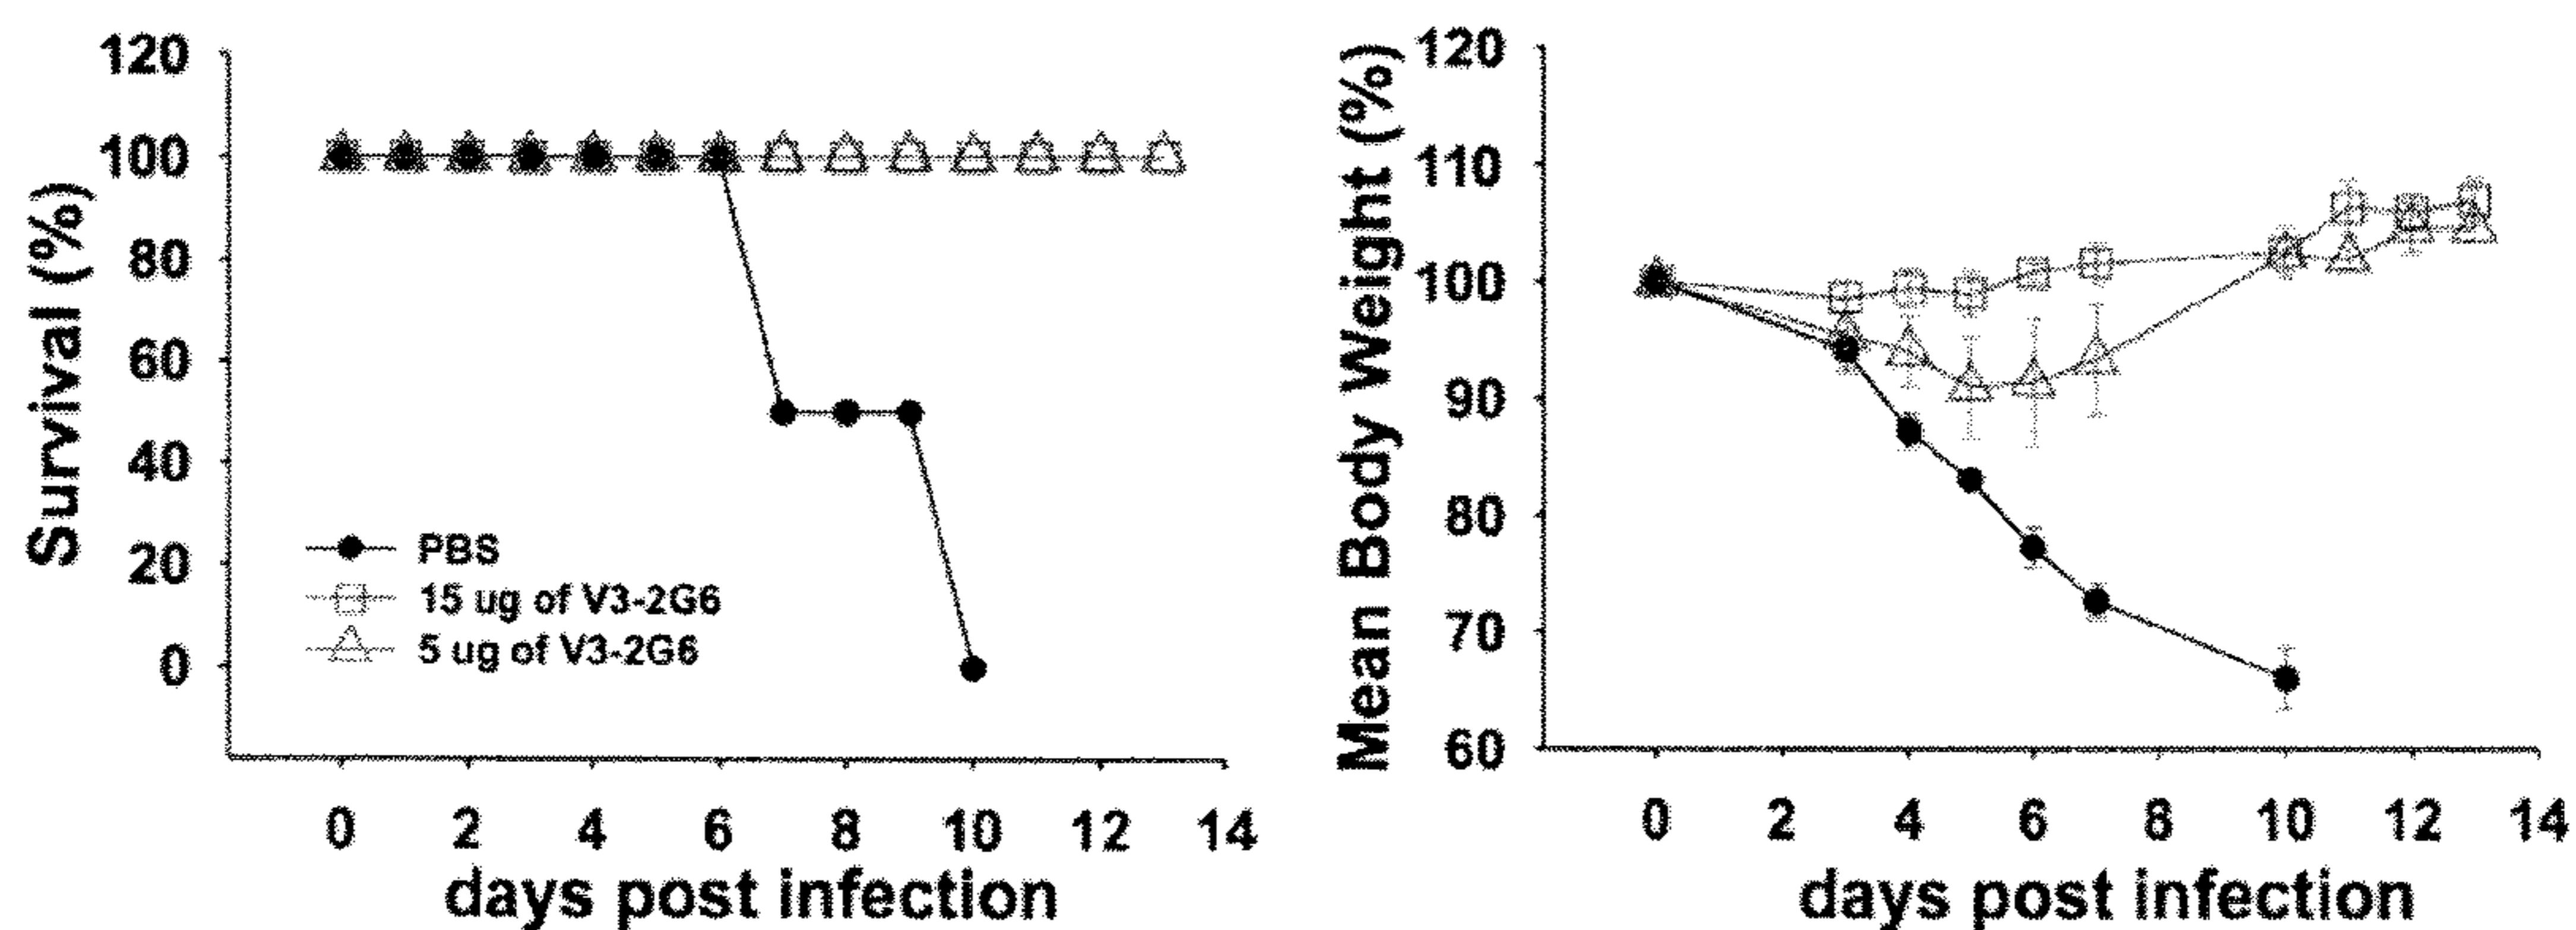 Survival (%)
120
100
80
60
40
20
0
PBS
15 ug of V3-2G6
5 ug of V3-2G6
0 2 4 6 8 10 12 14
days post infection
Mean Body Weight (%)
120
110
100
90
80
70
60
0 2 4 6 8 10 12 14
days post infection